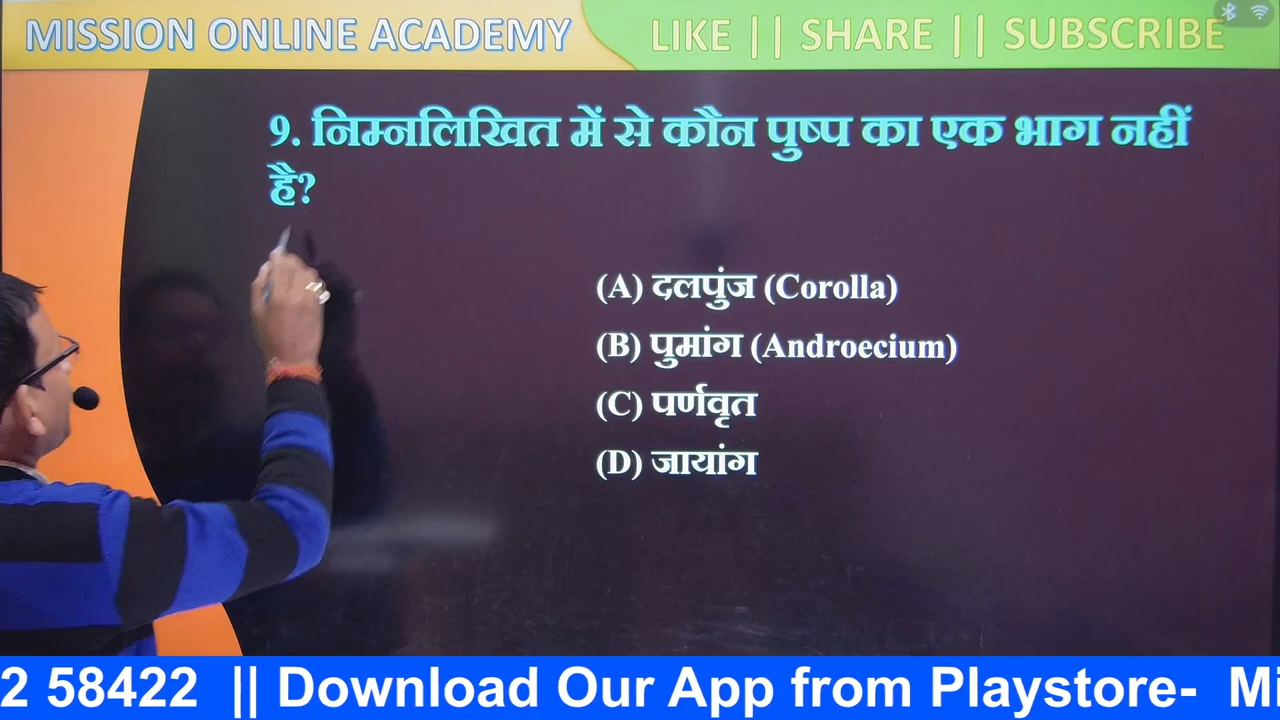 MISSION ONLINE ACADEMY
LIKE || SHARE || SUBSCRIBE
9. निम्नलिखित में से कौन पुष्प का एक भाग नहीं
है?
(A) दलपुंज (Corolla)
(B) पुमांग (Androecium)
(C) पर्णवृत
(D) जायांग
2 58422 || Download Our App from Playstore- Mi